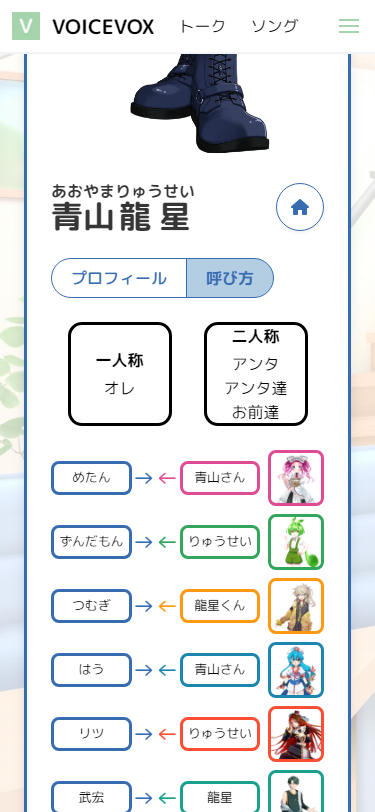 V VOICEVOX トーク ソング
あおやまりゅうせい
青山龍星
プロフィール 呼び方
一人称
オレ
二人称
アンタ
アンタ達
お前達
めたん → ← 青山さん
ずんだもん → ← りゅうせい
つむぎ → ← 龍星くん
はう → ← 青山さん
リツ → ← りゅうせい
武宏 → ← 龍星